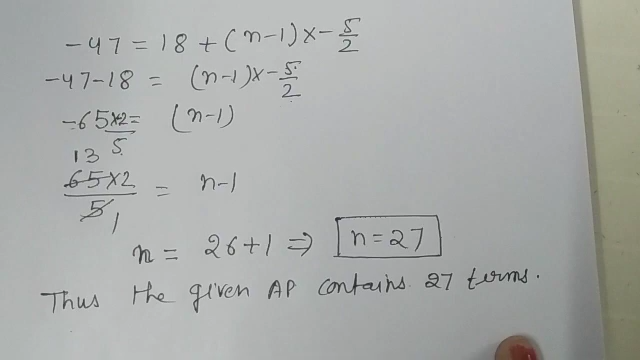 -47 = 18 + (n-1) x - 5/2
-47-18 = (n-1) x - 5/2
-65x2/5 = (n-1)
13
65x2/5 = n-1
1
n = 26+1 ⇒ n = 27
Thus the given AP contains 27 terms.